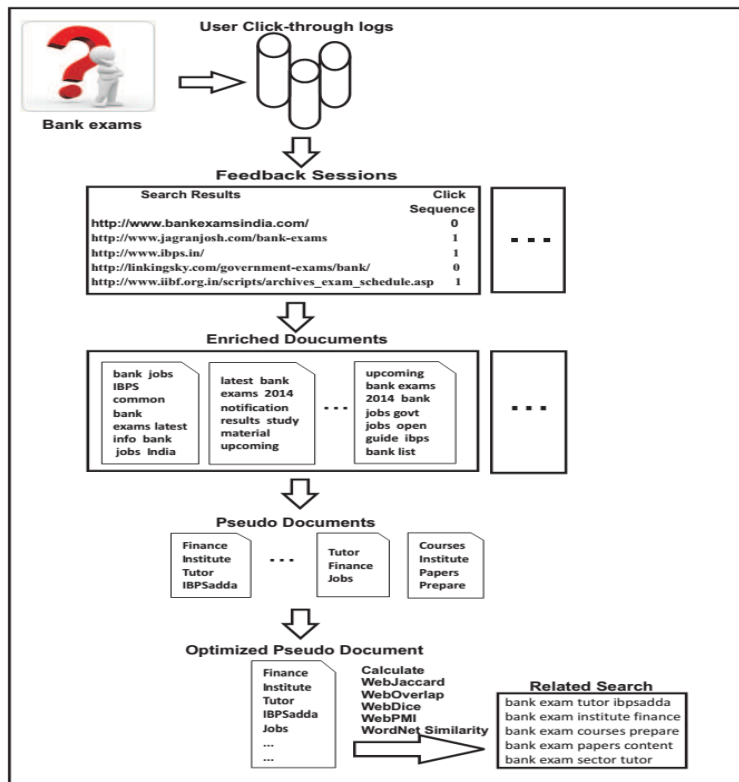 User Click-through logs
Bank exams
Feedback Sessions
Search Results Click
Sequence
http://www.bankexamsindia.com/ 0
http://www.jagranjosh.com/bank-exams 1
http://www.ibps.in/ 1
http://linkingsky.com/government-exams/bank/ 0
http://www.iibf.org.in/scripts/archives_exam_schedule.asp 1
...
Enriched Doucuments
bank jobs
IBPS
common
bank
exams latest
info bank
jobs India
latest bank
exams 2014
notification
results study
material
upcoming
...
upcoming
bank exams
2014 bank
jobs govt
jobs open
guide ibps
bank list
...
Pseudo Documents
Finance
Institute
Tutor
IBPSadda
...
Tutor
Finance
Jobs
Courses
Institute
Papers
Prepare
Optimized Pseudo Document
Finance
Institute
Tutor
IBPSadda
Jobs
...
...
Calculate
WebJaccard
WebOverlap
WebDice
WebPMI
WordNet Similarity
Related Search
bank exam tutor ibpsadda
bank exam institute finance
bank exam courses prepare
bank exam papers content
bank exam sector tutor